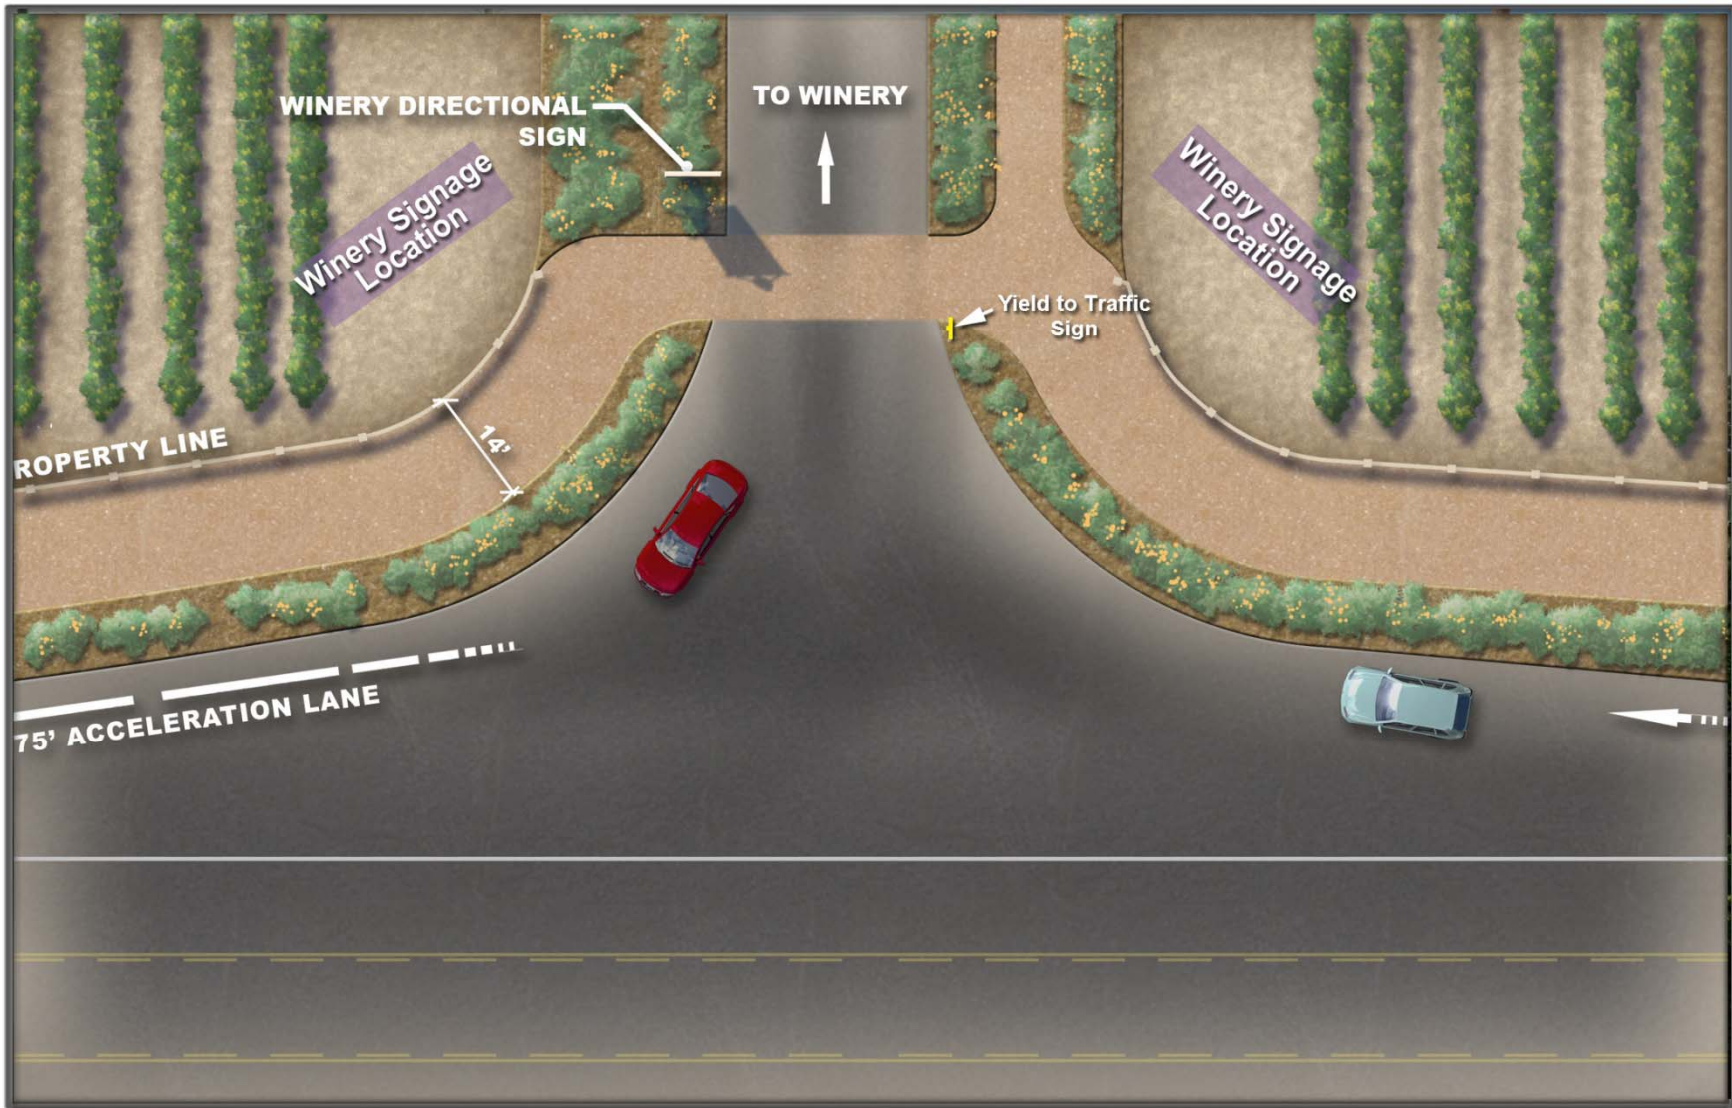 WINERY DIRECTIONAL
SIGN
TO WINERY
Winery Signage
Location
Winery Signage
Location
Yield to Traffic
Sign
14'
ROPERTY LINE
75' ACCELERATION LANE